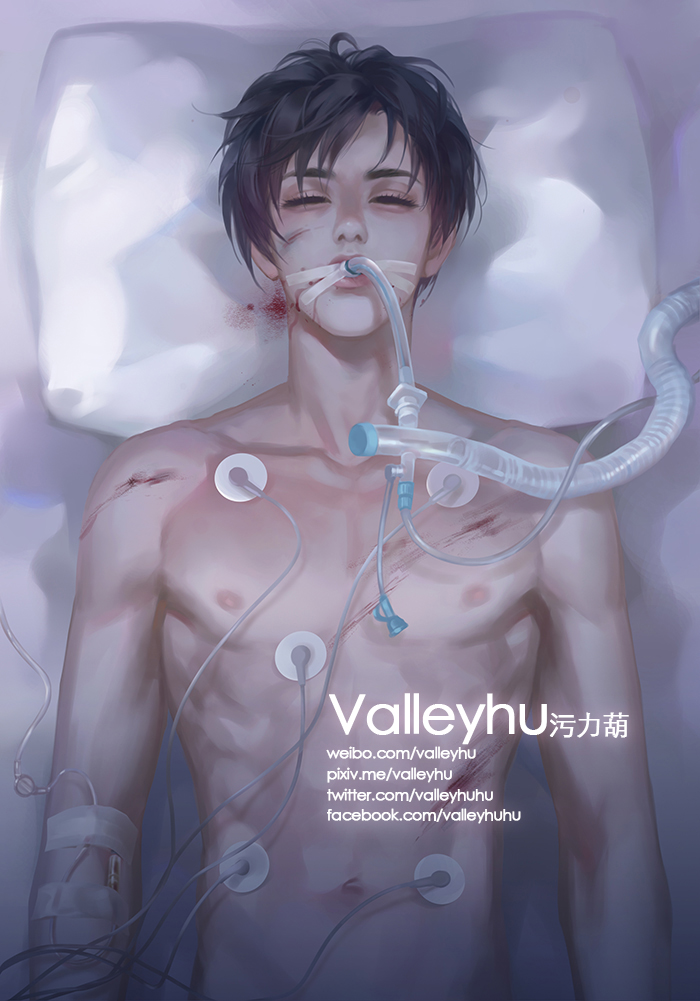 Valleyhu污力葫
weibo.com/valleyhu
pixiv.me/valleyhu
twitter.com/valleyhuhu
facebook.com/valleyhuhu